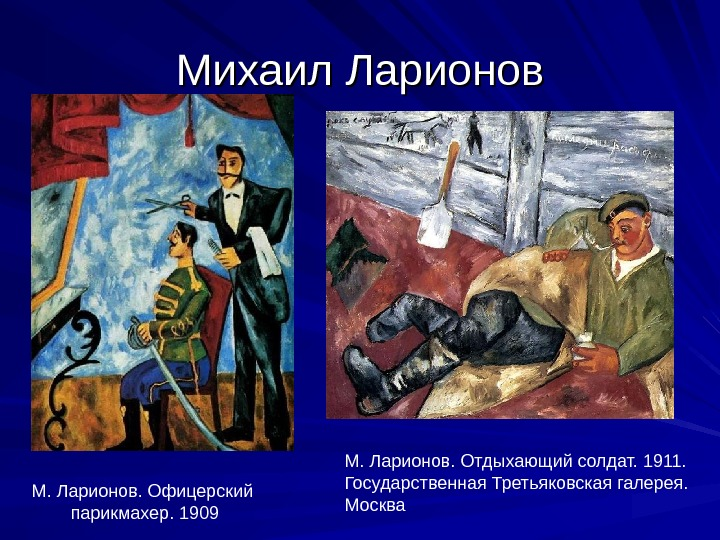 Михаил Ларионов
М. Ларионов. Офицерский
парикмахер. 1909
М. Ларионов. Отдыхающий солдат. 1911.
Государственная Третьяковская галерея.
Москва